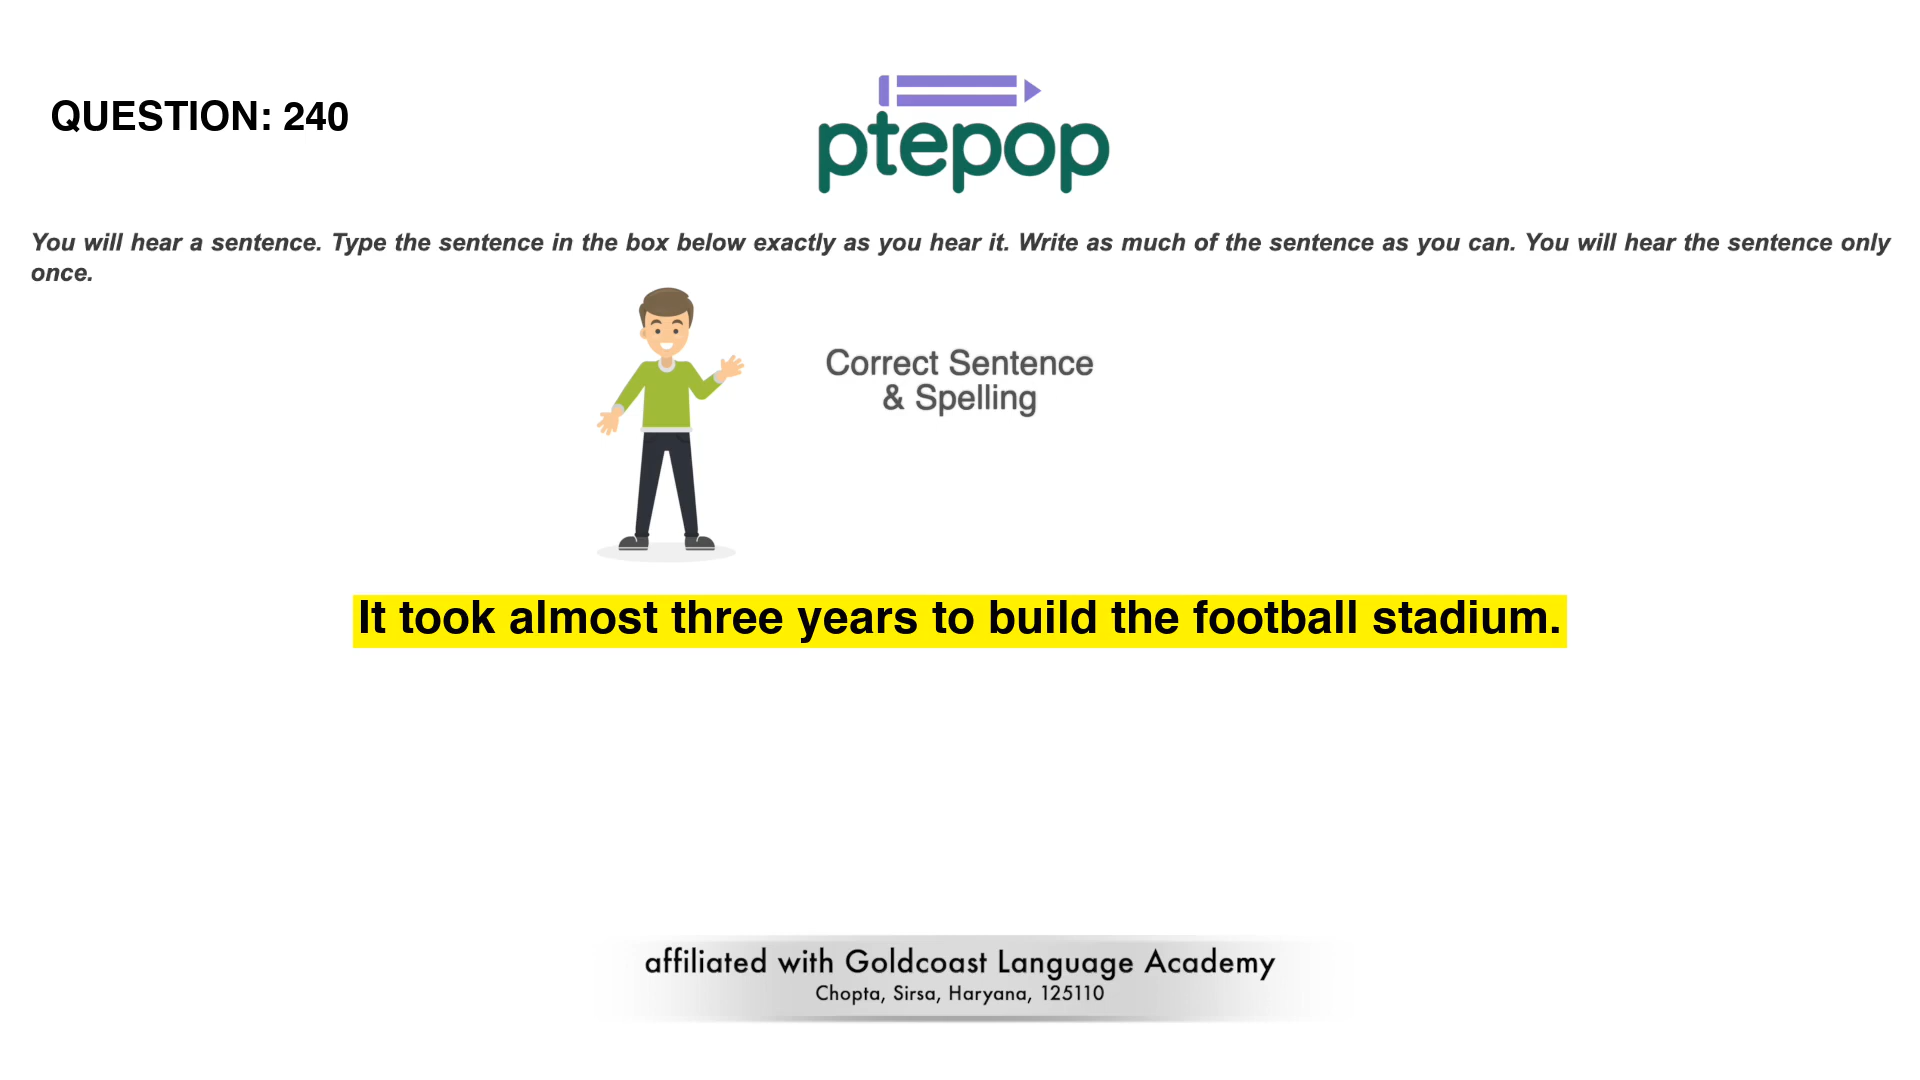 QUESTION: 240
ptepop
You will hear a sentence. Type the sentence in the box below exactly as you hear it. Write as much of the sentence as you can. You will hear the sentence only
once.
Correct Sentence
& Spelling
It took almost three years to build the football stadium.
affiliated with Goldcoast Language Academy
Chopta, Sirsa, Haryana, 125110